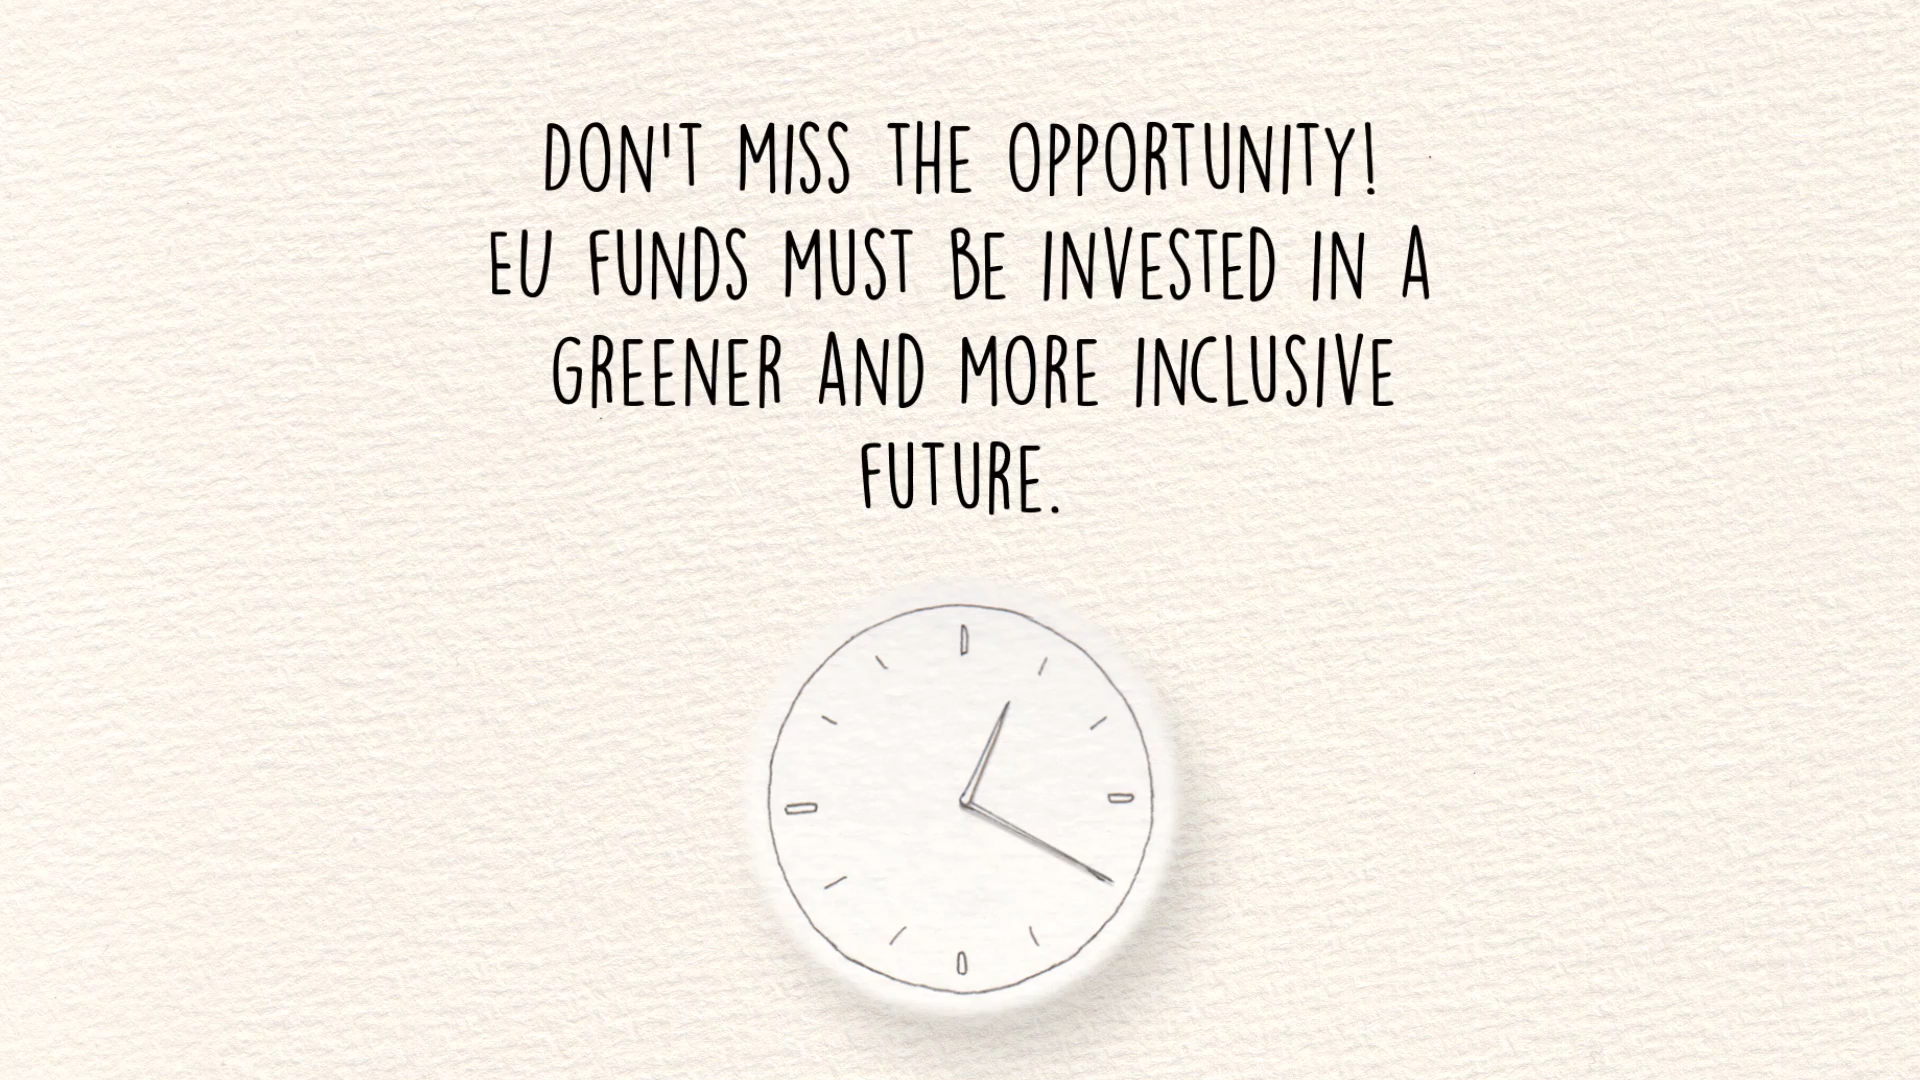 DON'T MISS THE OPPORTUNITY!
EU FUNDS MUST BE INVESTED IN A
GREENER AND MORE INCLUSIVE
FUTURE.